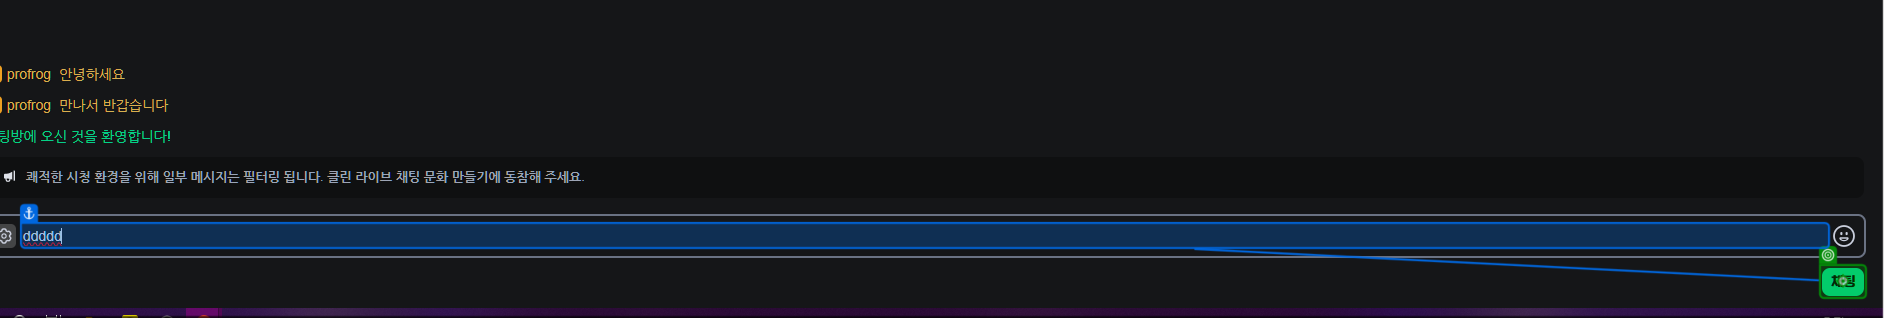 profrog 안녕하세요
profrog 만나서 반갑습니다
팅방에 오신 것을 환영합니다!
쾌적한 시청 환경을 위해 일부 메시지는 필터링 됩니다. 클린 라이브 채팅 문화 만들기에 동참해 주세요.
ddddd
채팅